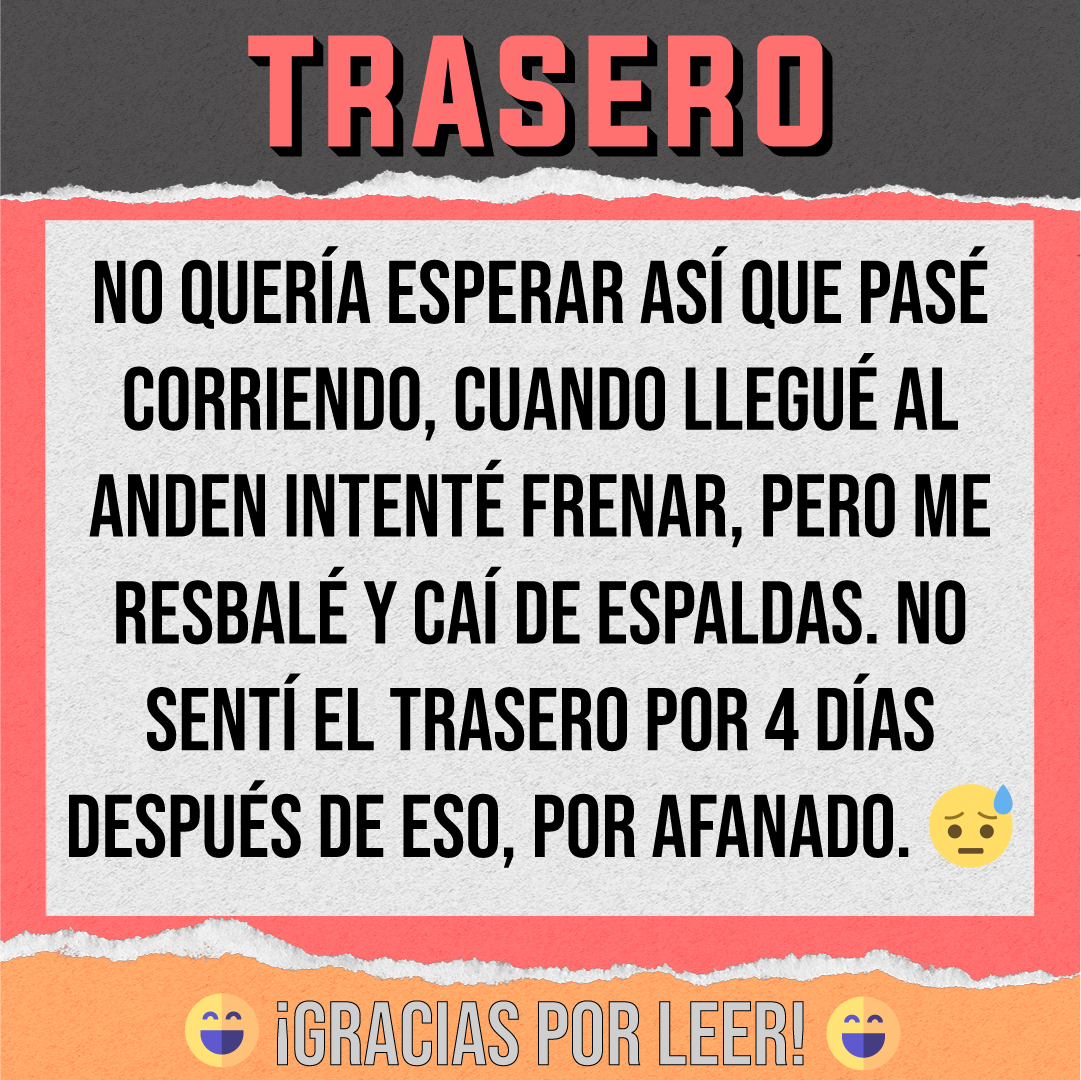 TRASERO
NO QUERÍA ESPERAR ASÍ QUE PASÉ
CORRIENDO, CUANDO LLEGUÉ AL
ANDEN INTENTÉ FRENAR, PERO ME
RESBALÉ Y CAÍ DE ESPALDAS. NO
SENTÍ EL TRASERO POR 4 DÍAS
DESPUÉS DE ESO, POR AFANADO.
¡GRACIAS POR LEER!